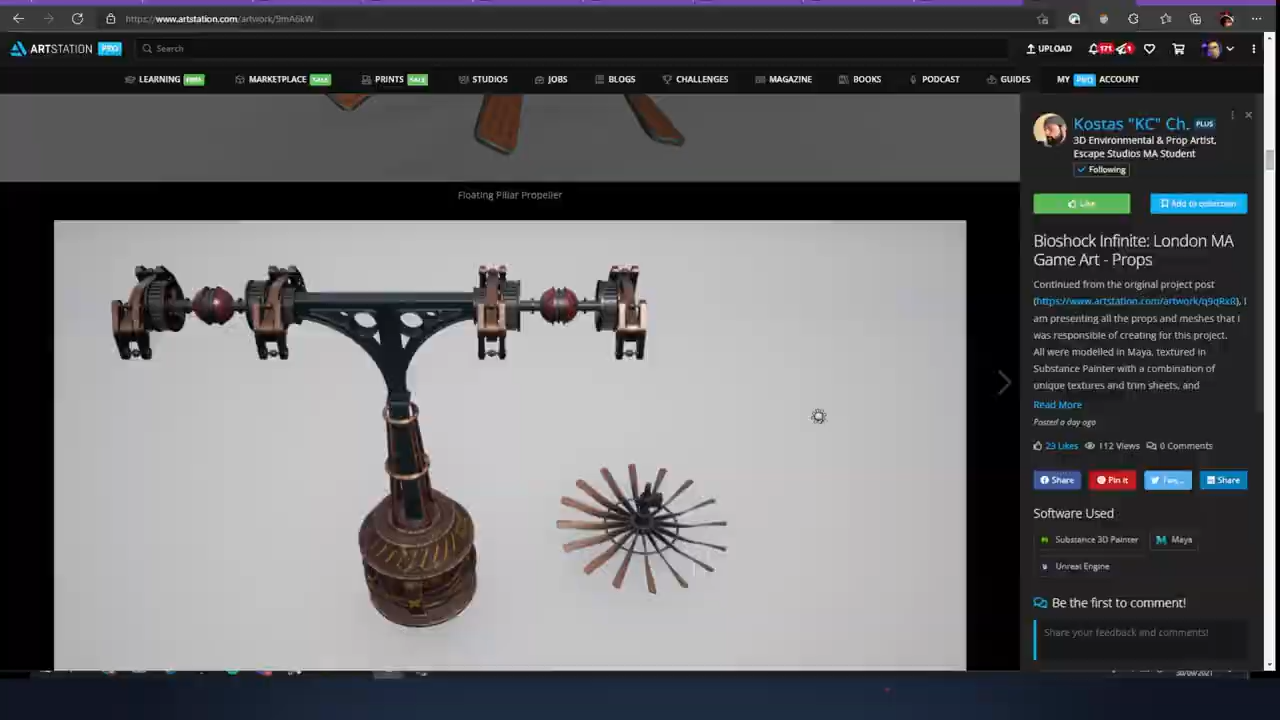 https://www.artstation.com/artwork/9mA6kW
ARTSTATION PRO
Search
UPLOAD
171
1
LEARNING FREE
MARKETPLACE SALE
PRINTS SALE
STUDIOS
JOBS
BLOGS
CHALLENGES
MAGAZINE
BOOKS
PODCAST
GUIDES
MY PRO ACCOUNT
Floating Pillar Propeller
Kostas "KC" Ch. PLUS
3D Environmental & Prop Artist,
Escape Studios MA Student
Following
Like
Add to collection
Bioshock Infinite: London MA
Game Art - Props
Continued from the original project post
(https://www.artstation.com/artwork/q9qRx8), I
am presenting all the props and meshes that I
was responsible of creating for this project.
All were modelled in Maya, textured in
Substance Painter with a combination of
unique textures and trim sheets, and
Read More
Posted a day ago
23 Likes 112 Views 0 Comments
Share
Pin it
Share
Software Used
Substance 3D Painter
Maya
Unreal Engine
Be the first to comment!
Share your feedback and comments!
30/09/2021